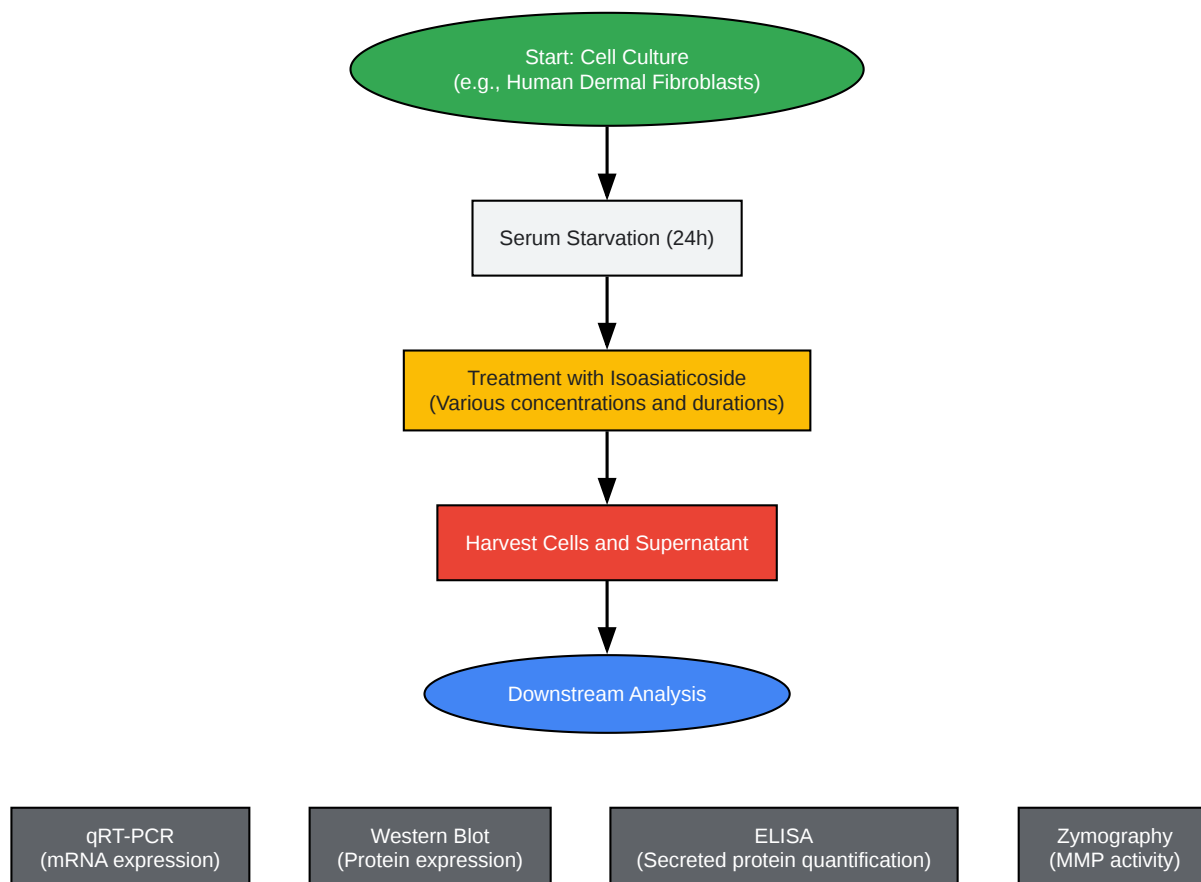 Start: Cell Culture
(e.g., Human Dermal Fibroblasts)
Serum Starvation (24h)
Treatment with Isoasiaticoside
(Various concentrations and durations)
Harvest Cells and Supernatant
Downstream Analysis
qRT-PCR
(mRNA expression)
Western Blot
(Protein expression)
ELISA
(Secreted protein quantification)
Zymography
(MMP activity)